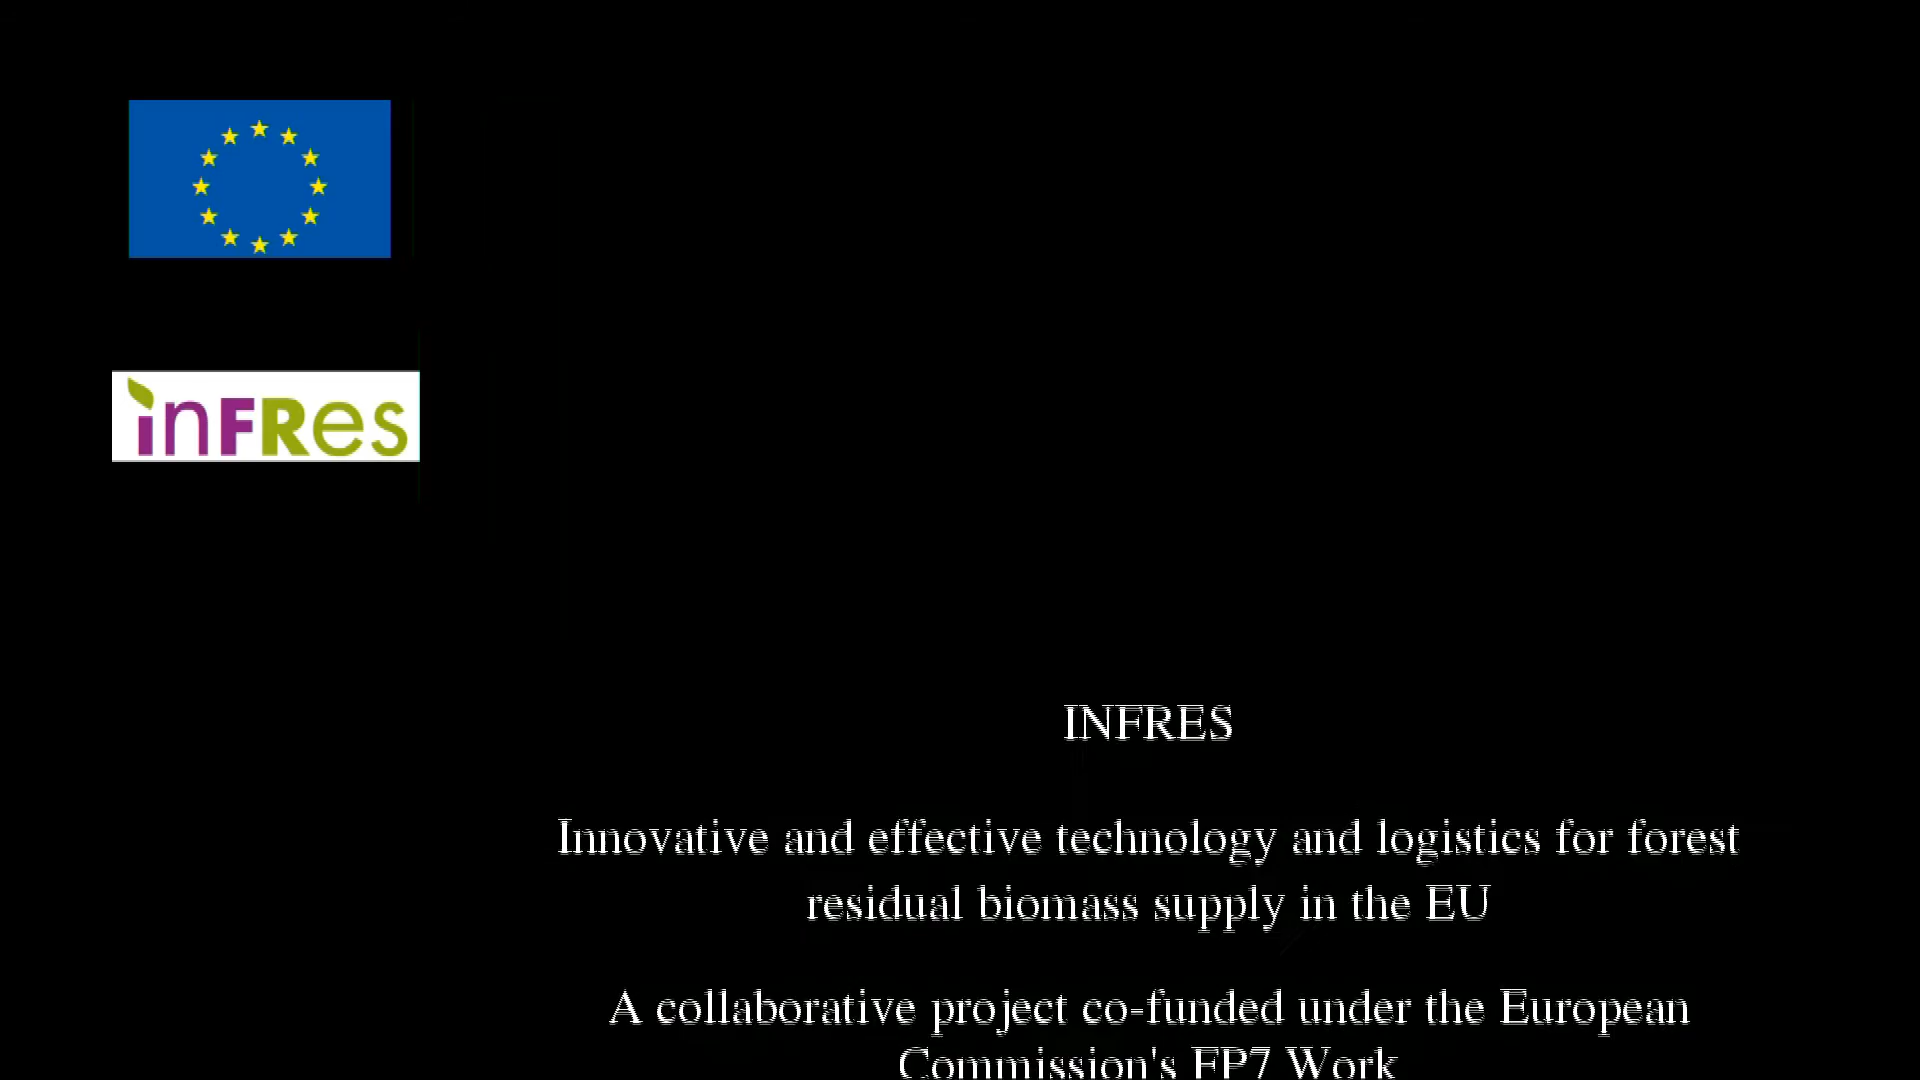 inFRes
INFRES
Innovative and effective technology and logistics for forest
residual biomass supply in the EU
A collaborative project co-funded under the European
Commission's FP7 Work